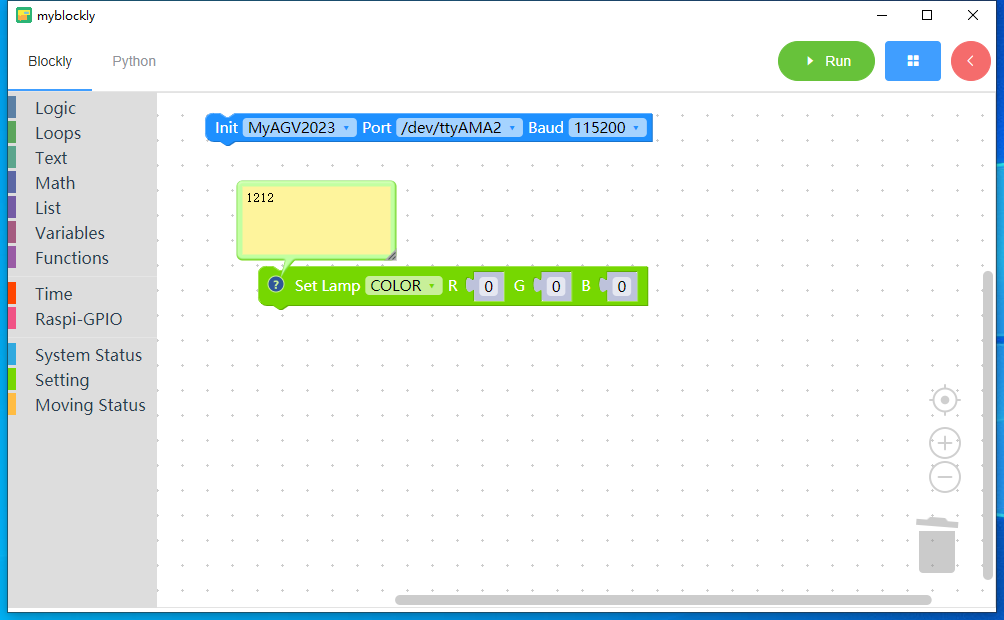 myblockly
Blockly
Python
Run
Logic
Loops
Text
Math
List
Variables
Functions
Time
Raspi-GPIO
System Status
Setting
Moving Status
Init MyAGV2023 Port /dev/ttyAMA2 Baud 115200
1212
? Set Lamp COLOR R 0 G 0 B 0